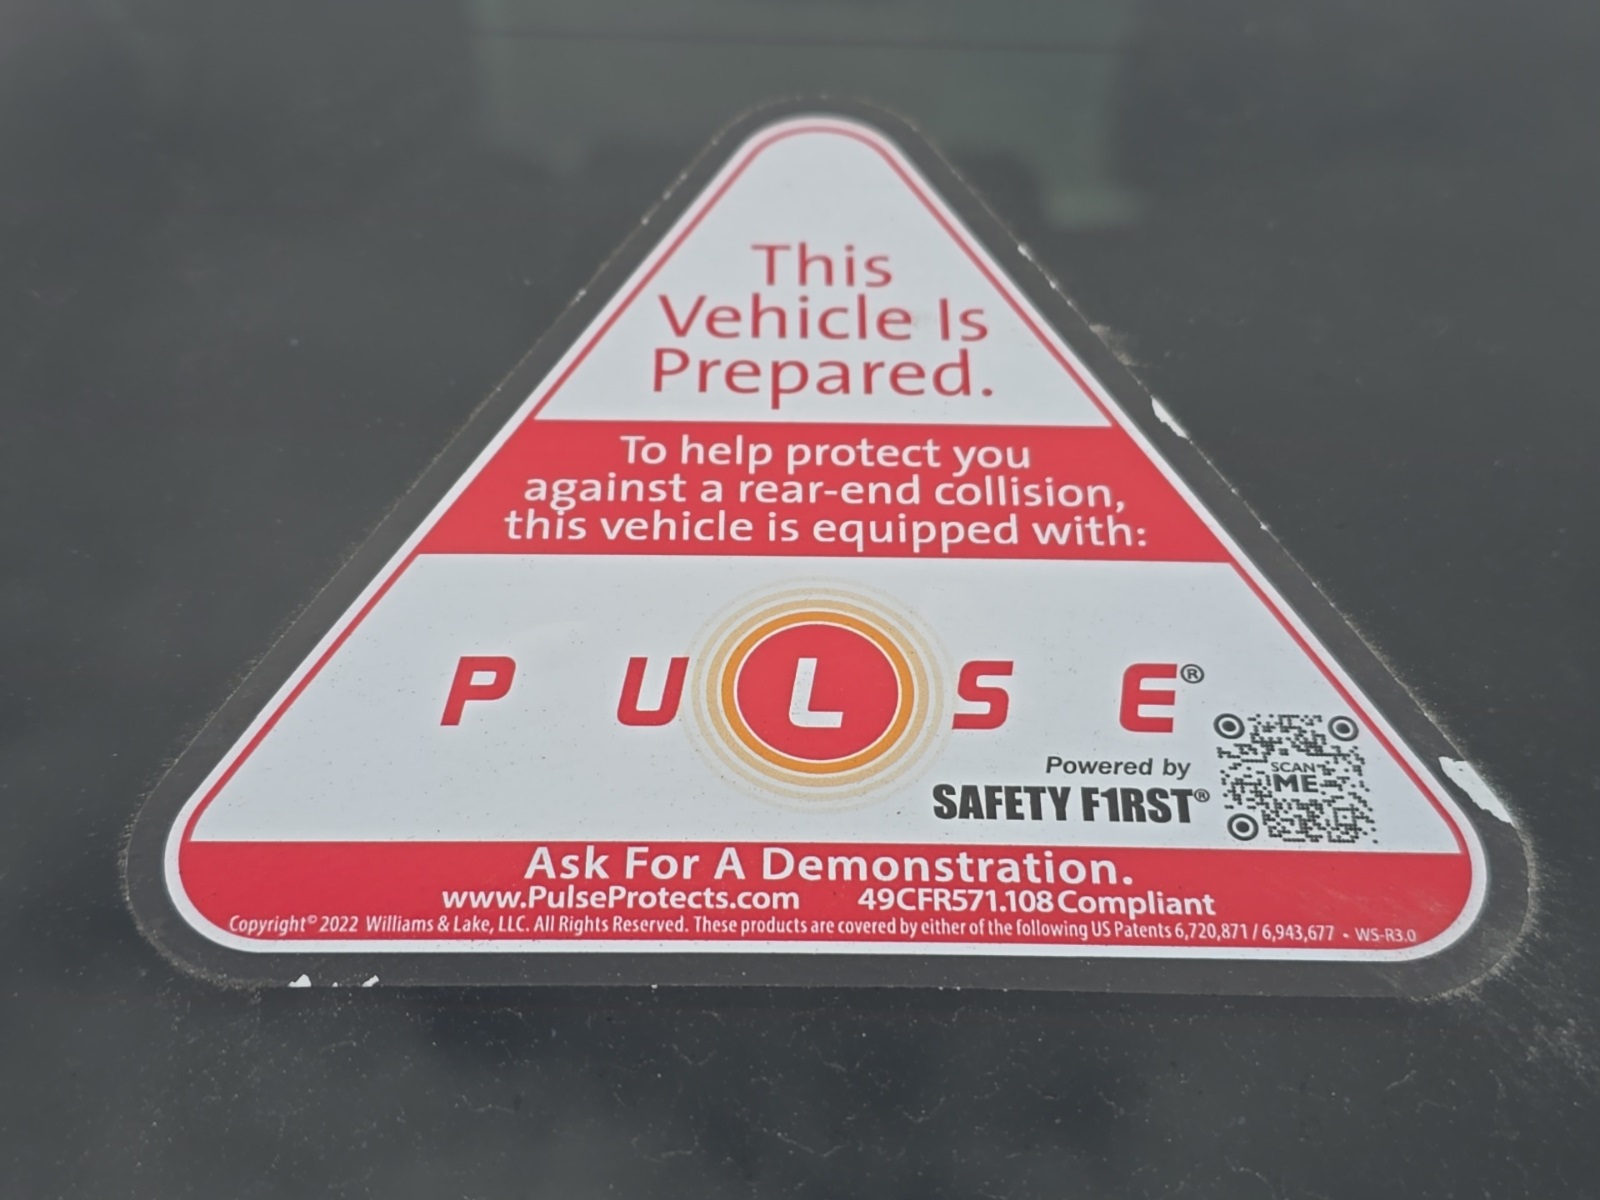 This
Vehicle Is
Prepared.
To help protect you
against a rear-end collision,
this vehicle is equipped with:
PULSE®
Powered by
SAFETY F1RST®
SCAN
ME
Ask For A Demonstration.
www.PulseProtects.com 49CFR571.108 Compliant
Copyright© 2022 Williams & Lake, LLC. All Rights Reserved. These products are covered by either of the following US Patents 6,720,871 / 6,943,677 - WS-R3.0